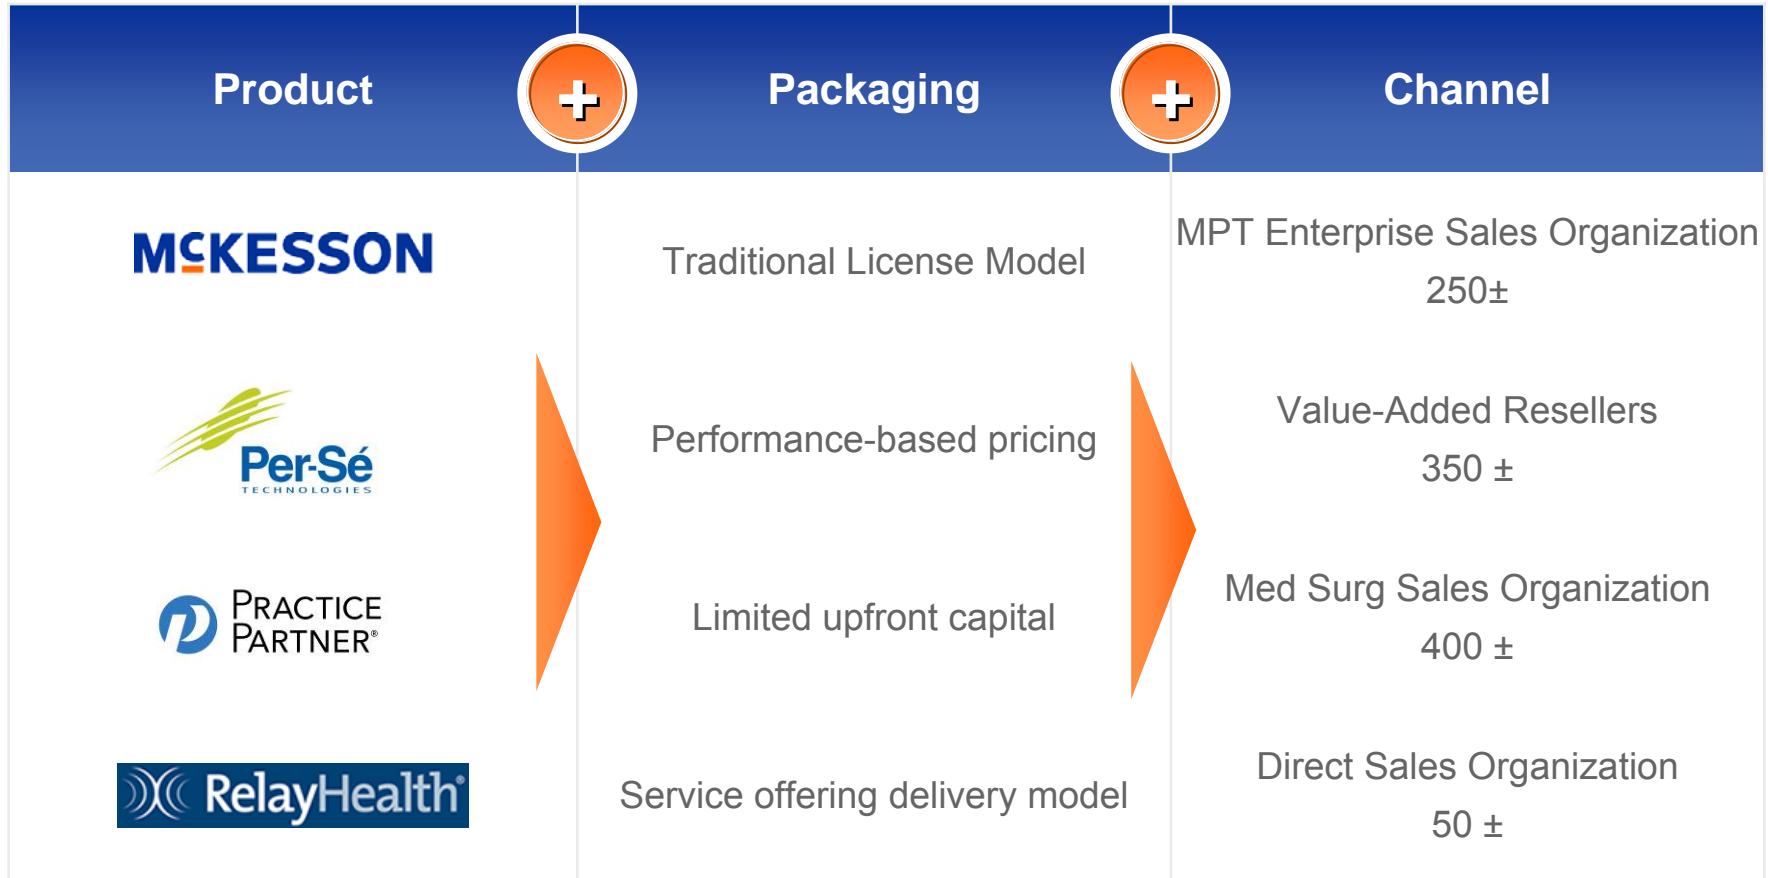 Product
+
Packaging
+
Channel
McKESSON
Traditional License Model
MPT Enterprise Sales Organization
250±
Per-Sé
TECHNOLOGIES
Performance-based pricing
Value-Added Resellers
350 ±
PRACTICE
PARTNER®
Limited upfront capital
Med Surg Sales Organization
400 ±
RelayHealth®
Service offering delivery model
Direct Sales Organization
50 ±